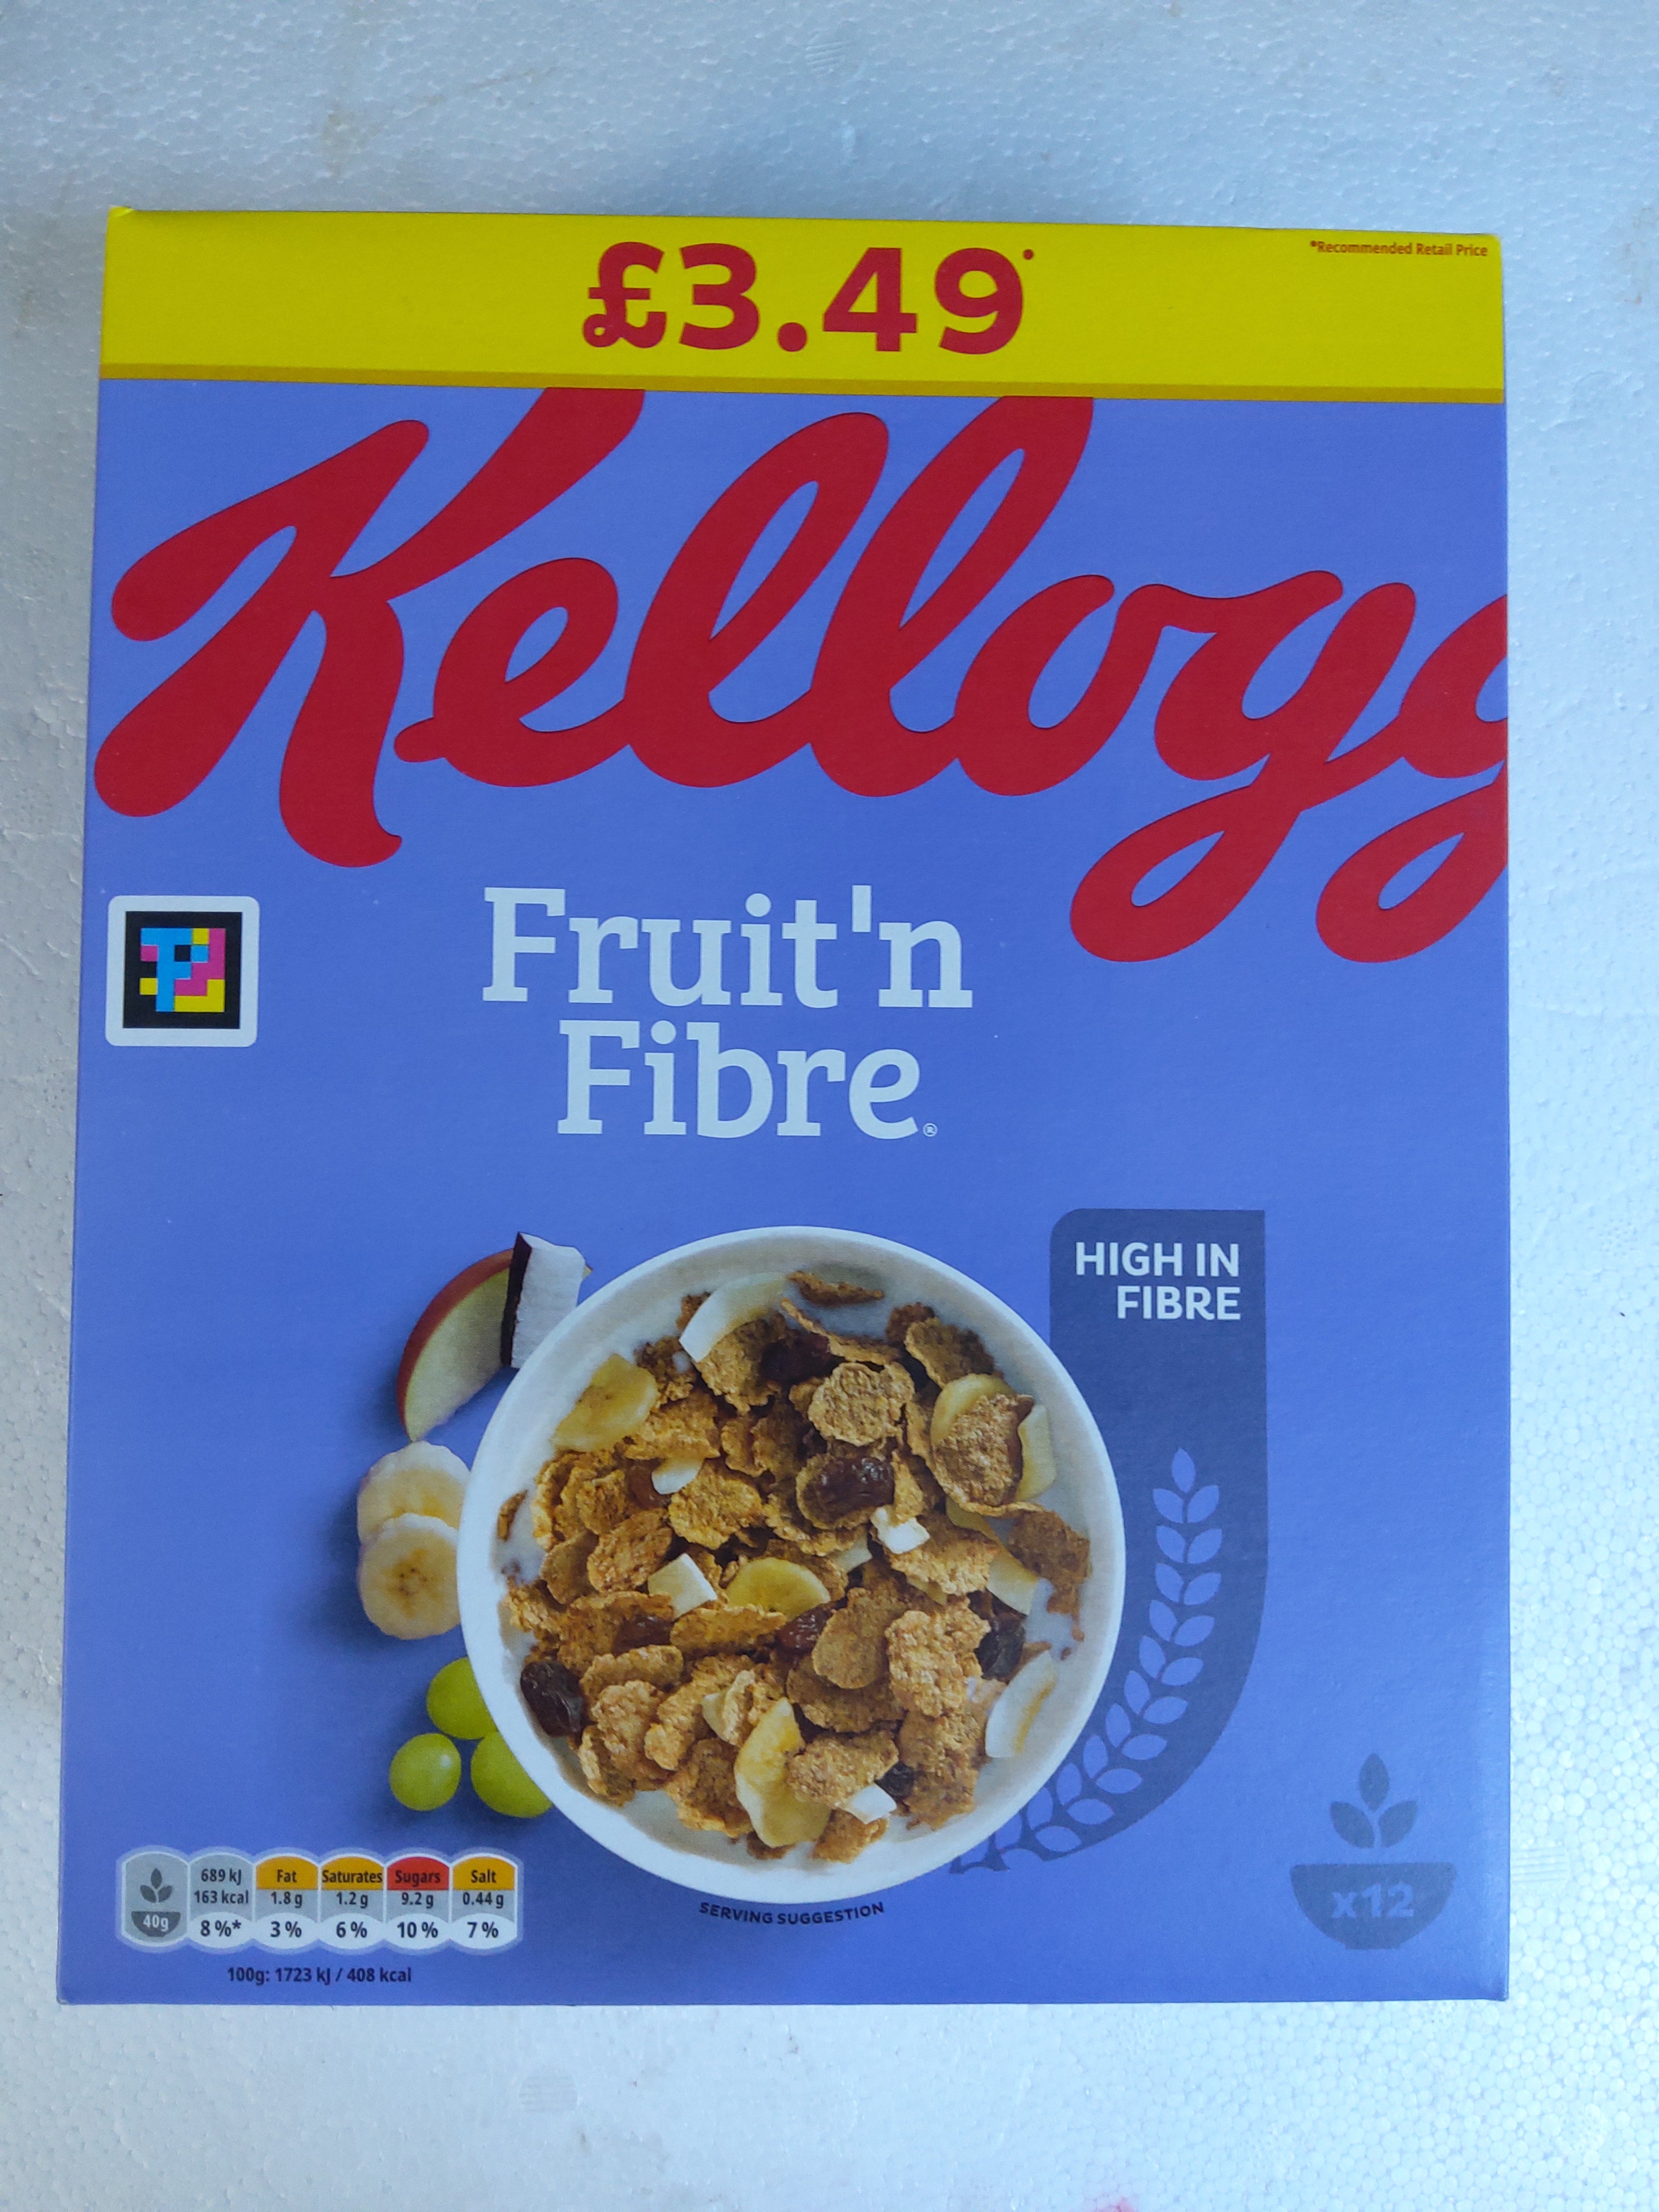 £3.49*
*Recommended Retail Price
Kellogg
Fruit'n
Fibre®
HIGH IN
FIBRE
40g
689 kJ
163 kcal
8%*
Fat
1.8 g
3%
Saturates
1.2 g
6%
Sugars
9.2 g
10%
Salt
0.44 g
7%
100g: 1723 kJ / 408 kcal
SERVING SUGGESTION
x12